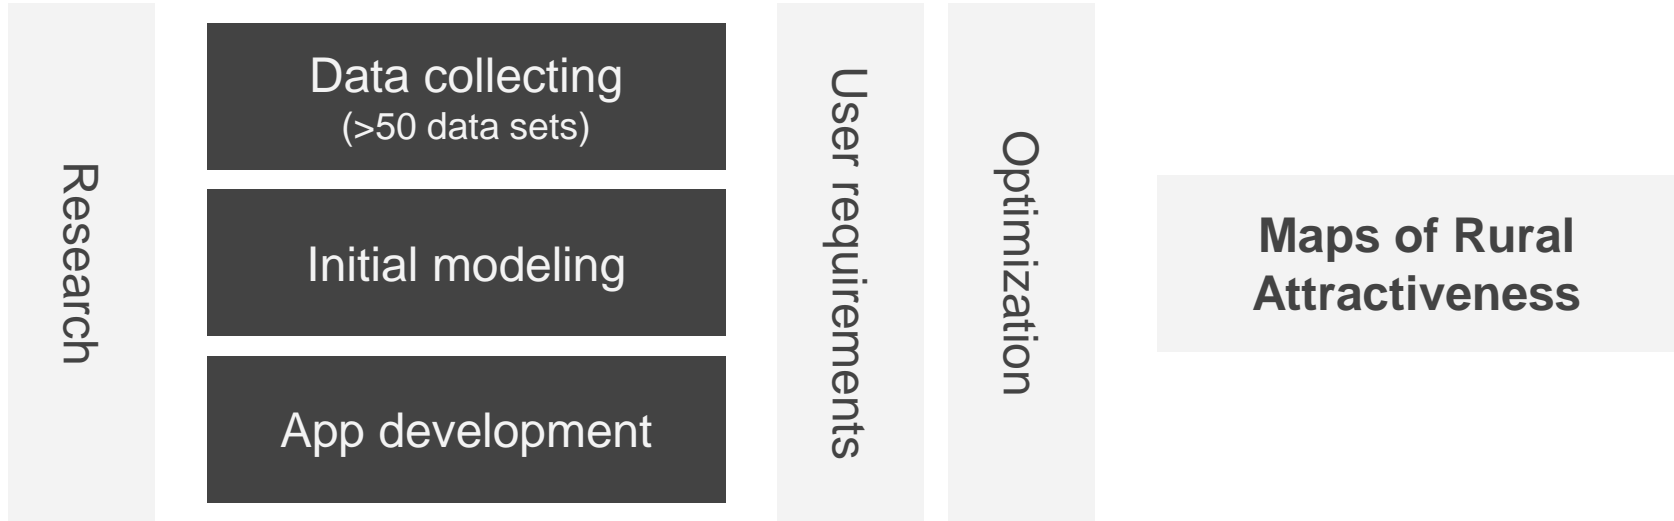 Research
Data collecting
(>50 data sets)
Initial modeling
App development
User requirements
Optimization
Maps of Rural
Attractiveness